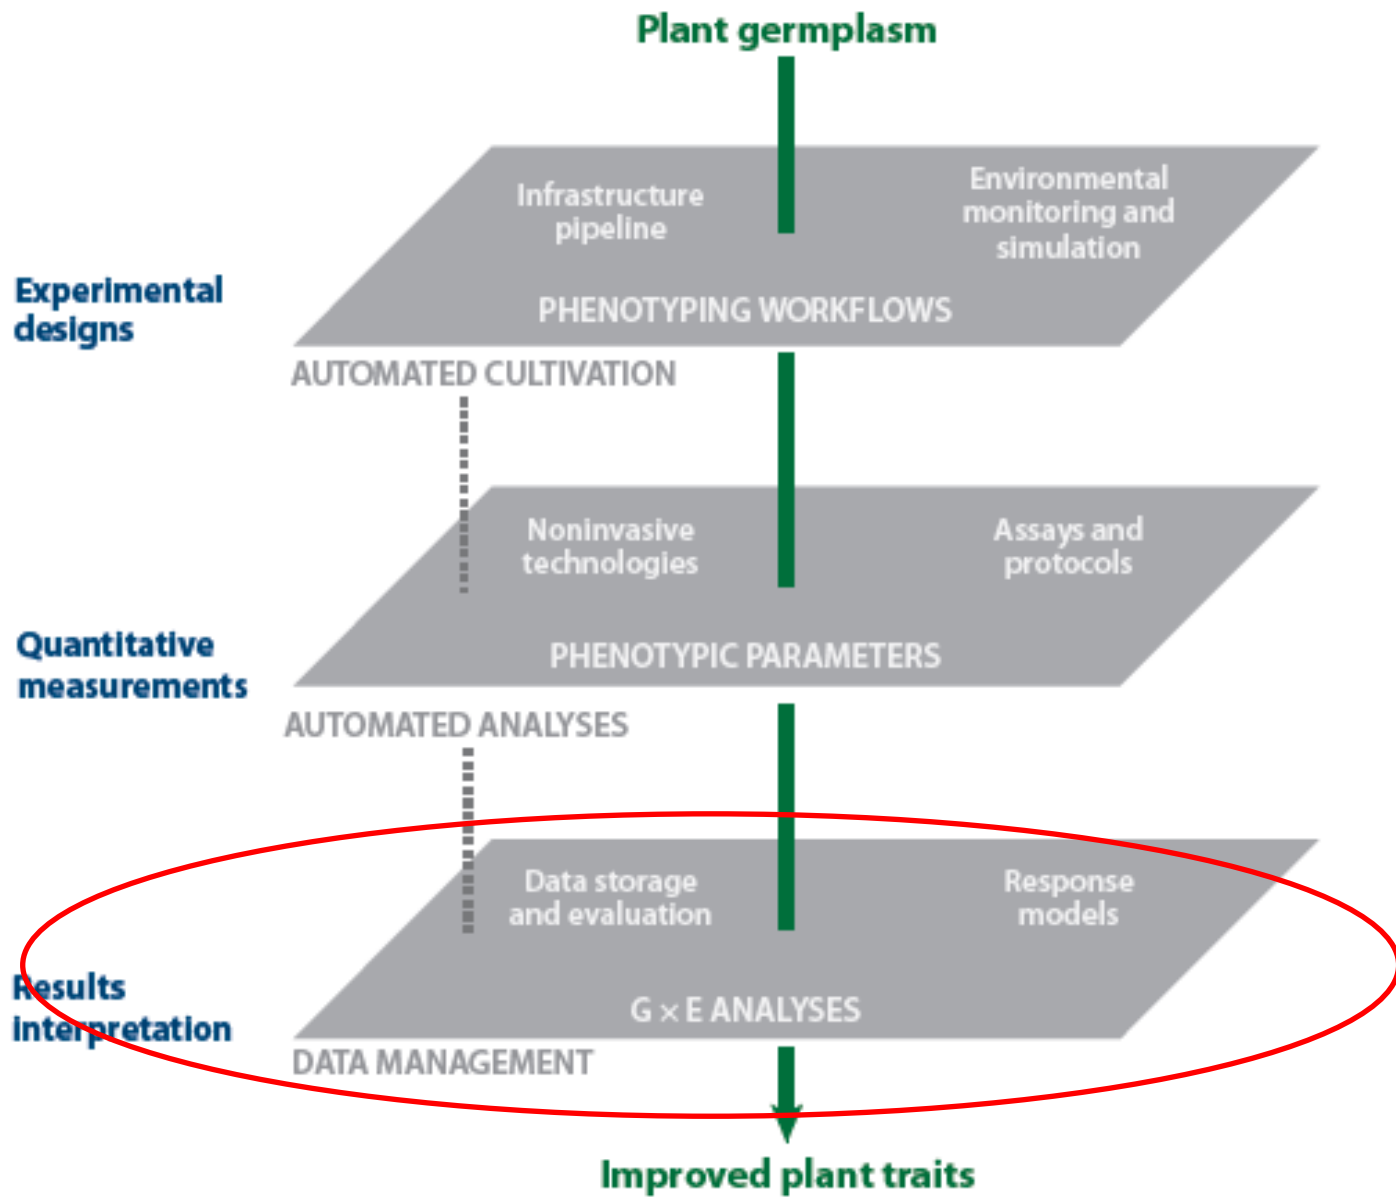 Plant germplasm
Infrastructure
pipeline
Environmental
monitoring and
simulation
Experimental
designs
PHENOTYPING WORKFLOWS
AUTOMATED CULTIVATION
Noninvasive
technologies
Assays and
protocols
Quantitative
measurements
PHENOTYPIC PARAMETERS
AUTOMATED ANALYSES
Data storage
and evaluation
Response
models
Results
interpretation
G × E ANALYSES
DATA MANAGEMENT
Improved plant traits